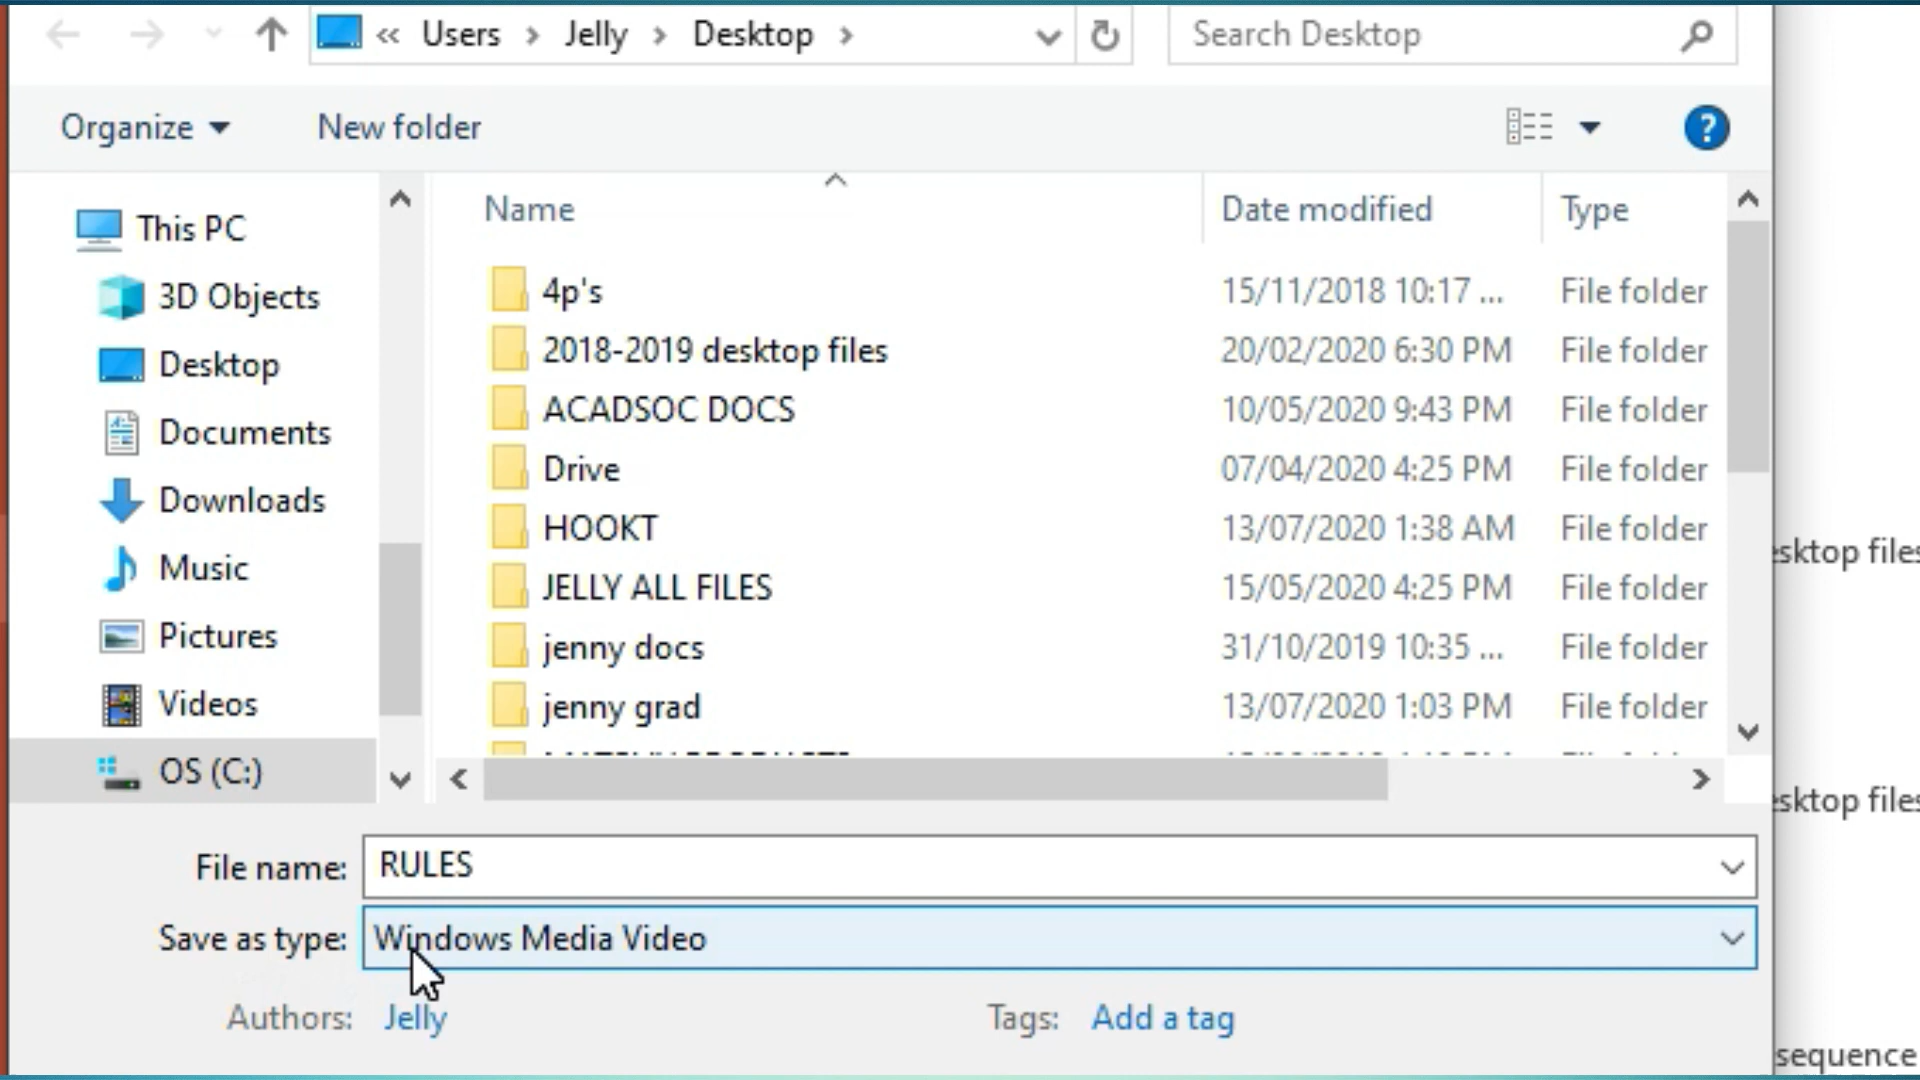 « Users > Jelly > Desktop >
Search Desktop
Organize
New folder
?
Name
Date modified
Type
This PC
3D Objects
Desktop
Documents
Downloads
Music
Pictures
Videos
OS (C:)
4p's 15/11/2018 10:17 ... File folder
2018-2019 desktop files 20/02/2020 6:30 PM File folder
ACADSOC DOCS 10/05/2020 9:43 PM File folder
Drive 07/04/2020 4:25 PM File folder
HOOKT 13/07/2020 1:38 AM File folder
JELLY ALL FILES 15/05/2020 4:25 PM File folder
jenny docs 31/10/2019 10:35 ... File folder
jenny grad 13/07/2020 1:03 PM File folder
File name: RULES
Save as type: Windows Media Video
Authors: Jelly
Tags: Add a tag
esktop files
esktop files
sequence